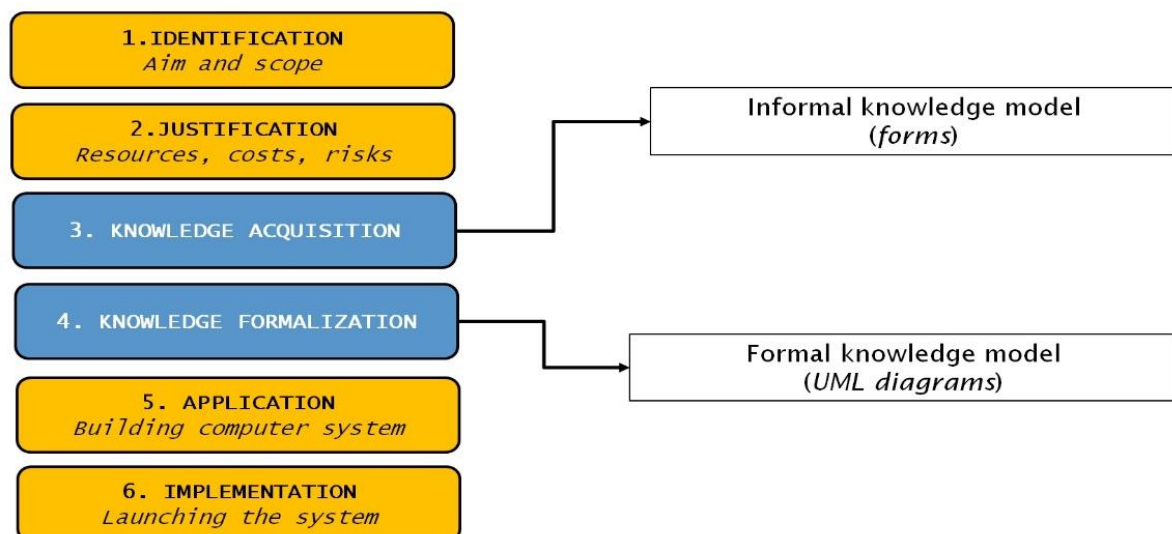 1.IDENTIFICATION
Aim and scope
2.JUSTIFICATION
Resources, costs, risks
3. KNOWLEDGE ACQUISITION
4. KNOWLEDGE FORMALIZATION
5. APPLICATION
Building computer system
6. IMPLEMENTATION
Launching the system
Informal knowledge model
(forms)
Formal knowledge model
(UML diagrams)